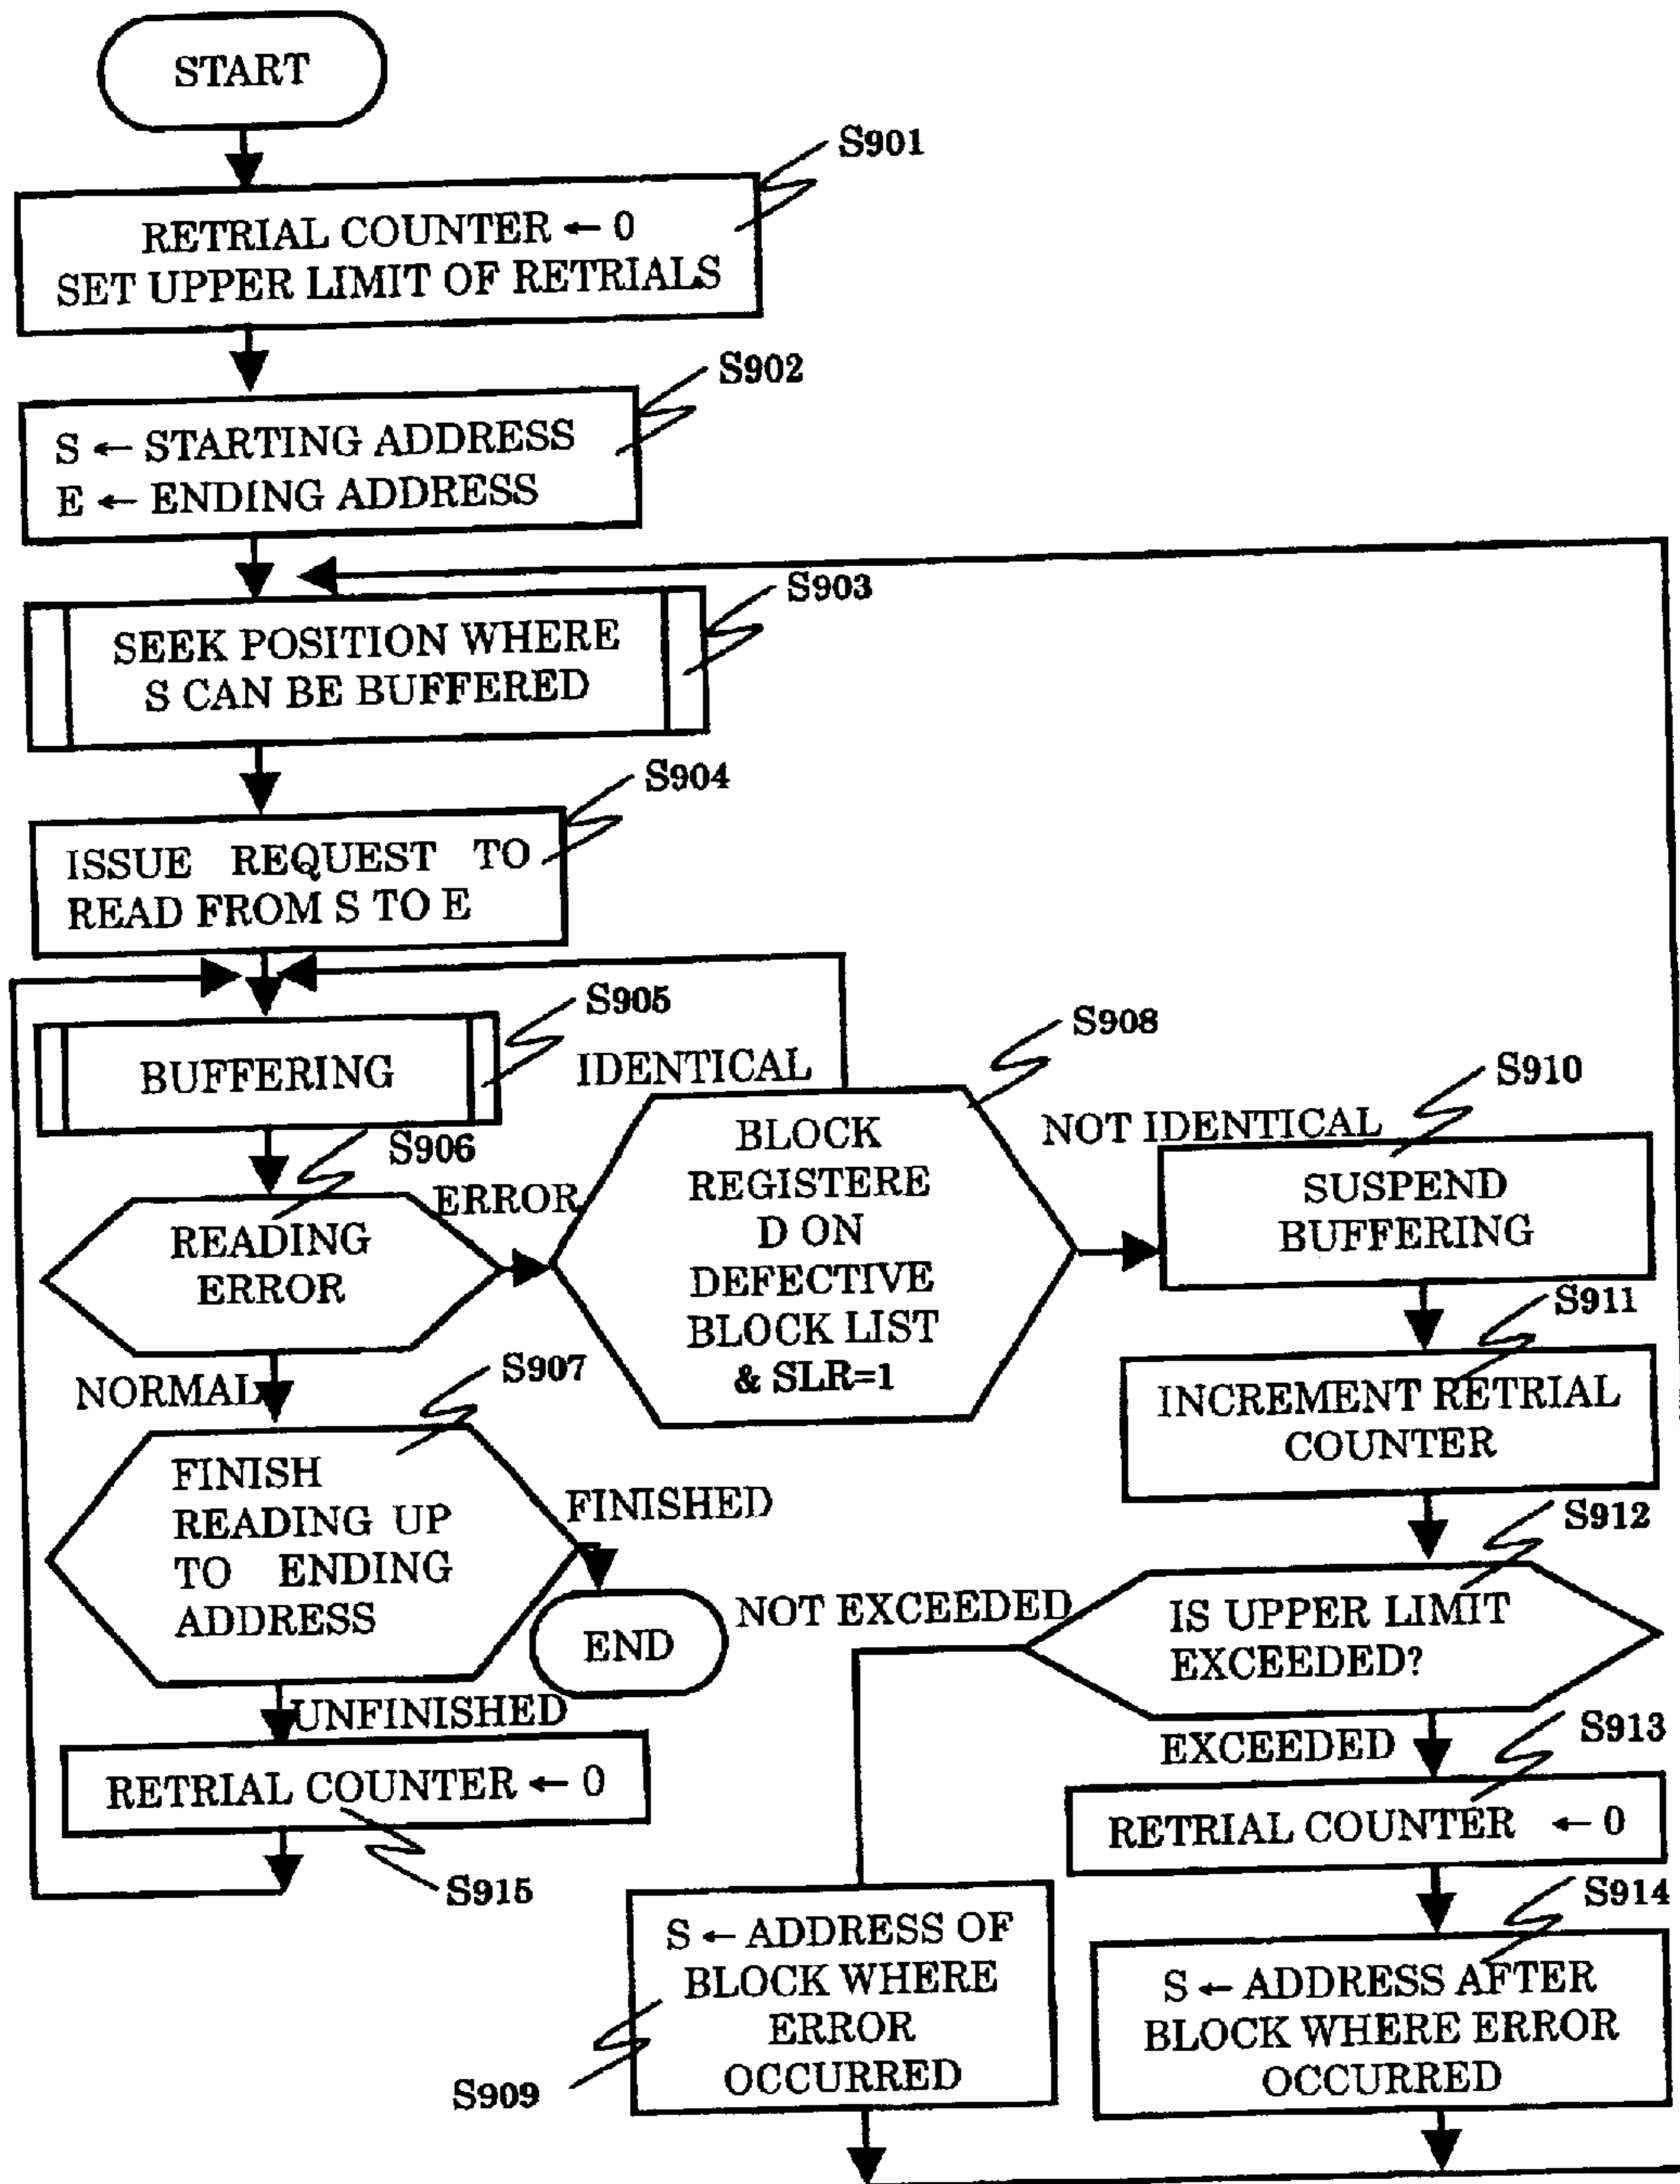 START
S901
RETRIAL COUNTER ← 0
SET UPPER LIMIT OF RETRIALS
S902
S ← STARTING ADDRESS
E ← ENDING ADDRESS
S903
SEEK POSITION WHERE
S CAN BE BUFFERED
S904
ISSUE REQUEST TO
READ FROM S TO E
S905
BUFFERING
S906
READING
ERROR
ERROR
NORMAL
IDENTICAL
S908
BLOCK
REGISTERE
D ON
DEFECTIVE
BLOCK LIST
& SLR=1
NOT IDENTICAL
S910
SUSPEND
BUFFERING
S911
INCREMENT RETRIAL
COUNTER
S907
FINISH
READING UP
TO ENDING
ADDRESS
FINISHED
END
UNFINISHED
RETRIAL COUNTER ← 0
S915
S912
IS UPPER LIMIT
EXCEEDED?
NOT EXCEEDED
EXCEEDED
S913
RETRIAL COUNTER ← 0
S914
S ← ADDRESS AFTER
BLOCK WHERE ERROR
OCCURRED
S ← ADDRESS OF
BLOCK WHERE
ERROR
OCCURRED
S909